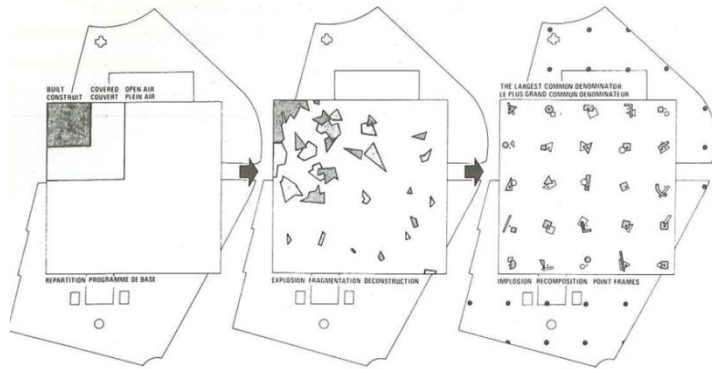 BUILT COVERED OPEN AIR
CONSTRUIT COUVERT PLEIN AIR
REPARTITION PROGRAMME DE BASE
EXPLOSION FRAGMENTATION DECONSTRUCTION
THE LARGEST COMMUN DENOMINATOR
LE PLUS GRAND COMMUN DENOMINATEUR
IMPLOSION RECOMPOSITION POINT FRAMES